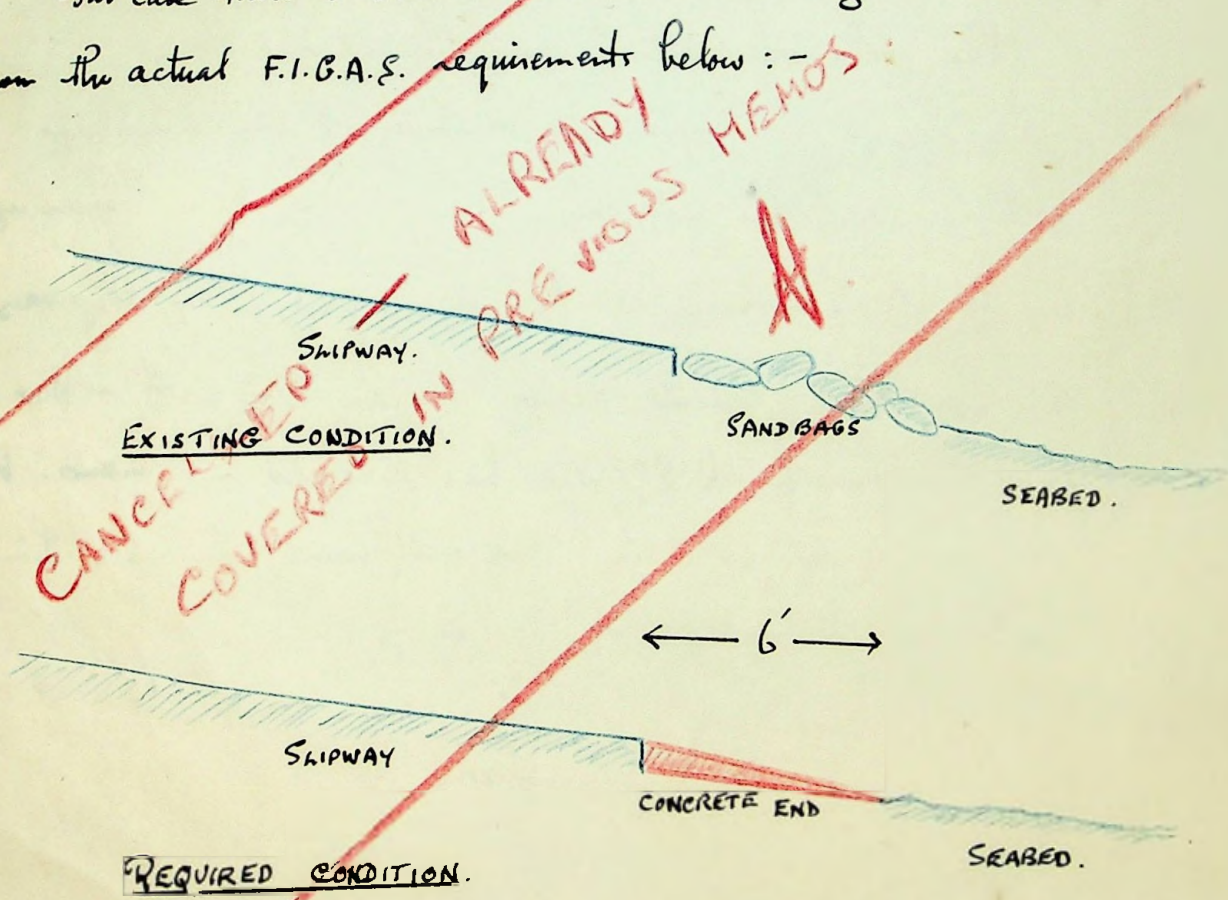 the actual F.I.G.A.S. requirements below : -
CANCELLED ALREADY
COVERED IN PREVIOUS MEMOS
SLIPWAY.
SANDBAGS
EXISTING CONDITION.
SEABED.
6'
SLIPWAY
CONCRETE END
SEABED.
REQUIRED CONDITION.